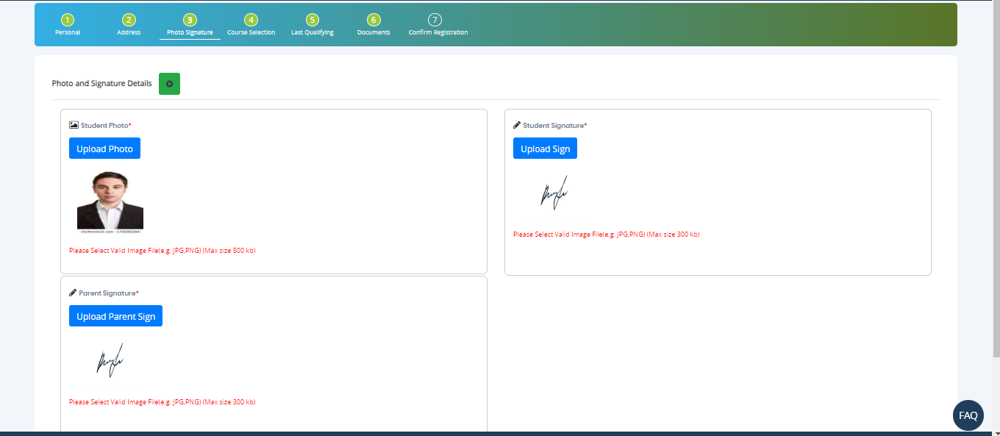 1 2 3 4 5 6 7
Personal Address Photo Signature Course Selection Last Qualifying Documents Confirm Registration
Photo and Signature Details
Student Photo*
Upload Photo
Please Select Valid Image File(e.g. JPG,PNG) (Max size 500 kb)
Student Signature*
Upload Sign
Please Select Valid Image File(e.g. JPG,PNG) (Max size 300 kb)
Parent Signature*
Upload Parent Sign
Please Select Valid Image File(e.g. JPG,PNG) (Max size 300 kb)
FAQ